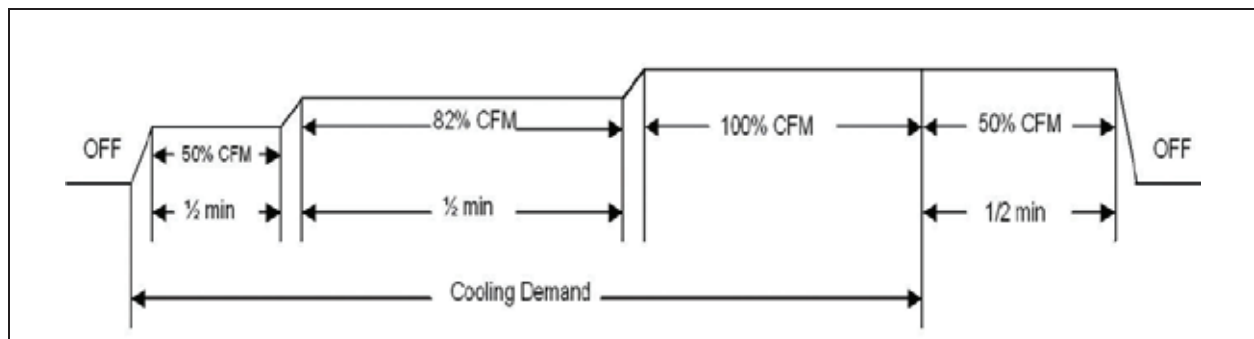 OFF
50% CFM
82% CFM
100% CFM
50% CFM
OFF
½ min
½ min
1/2 min
Cooling Demand